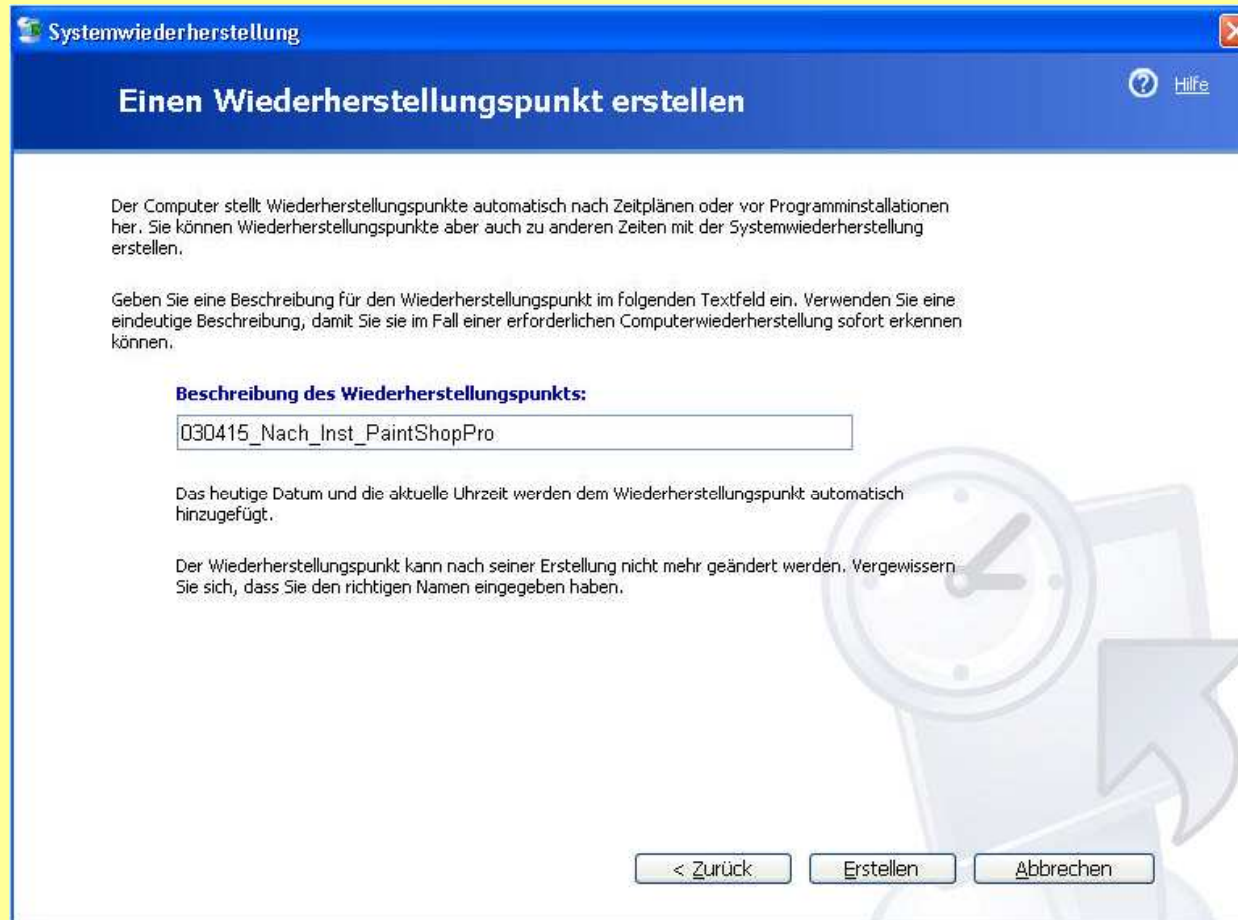 Systemwiederherstellung
Einen Wiederherstellungspunkt erstellen
Hilfe
Der Computer stellt Wiederherstellungspunkte automatisch nach Zeitplänen oder vor Programminstallationen
her. Sie können Wiederherstellungspunkte aber auch zu anderen Zeiten mit der Systemwiederherstellung
erstellen.
Geben Sie eine Beschreibung für den Wiederherstellungspunkt im folgenden Textfeld ein. Verwenden Sie eine
eindeutige Beschreibung, damit Sie sie im Fall einer erforderlichen Computerwiederherstellung sofort erkennen
können.
Beschreibung des Wiederherstellungspunkts:
030415_Nach_Inst_PaintShopPro
Das heutige Datum und die aktuelle Uhrzeit werden dem Wiederherstellungspunkt automatisch
hinzugefügt.
Der Wiederherstellungspunkt kann nach seiner Erstellung nicht mehr geändert werden. Vergewissern
Sie sich, dass Sie den richtigen Namen eingegeben haben.
< Zurück Erstellen Abbrechen